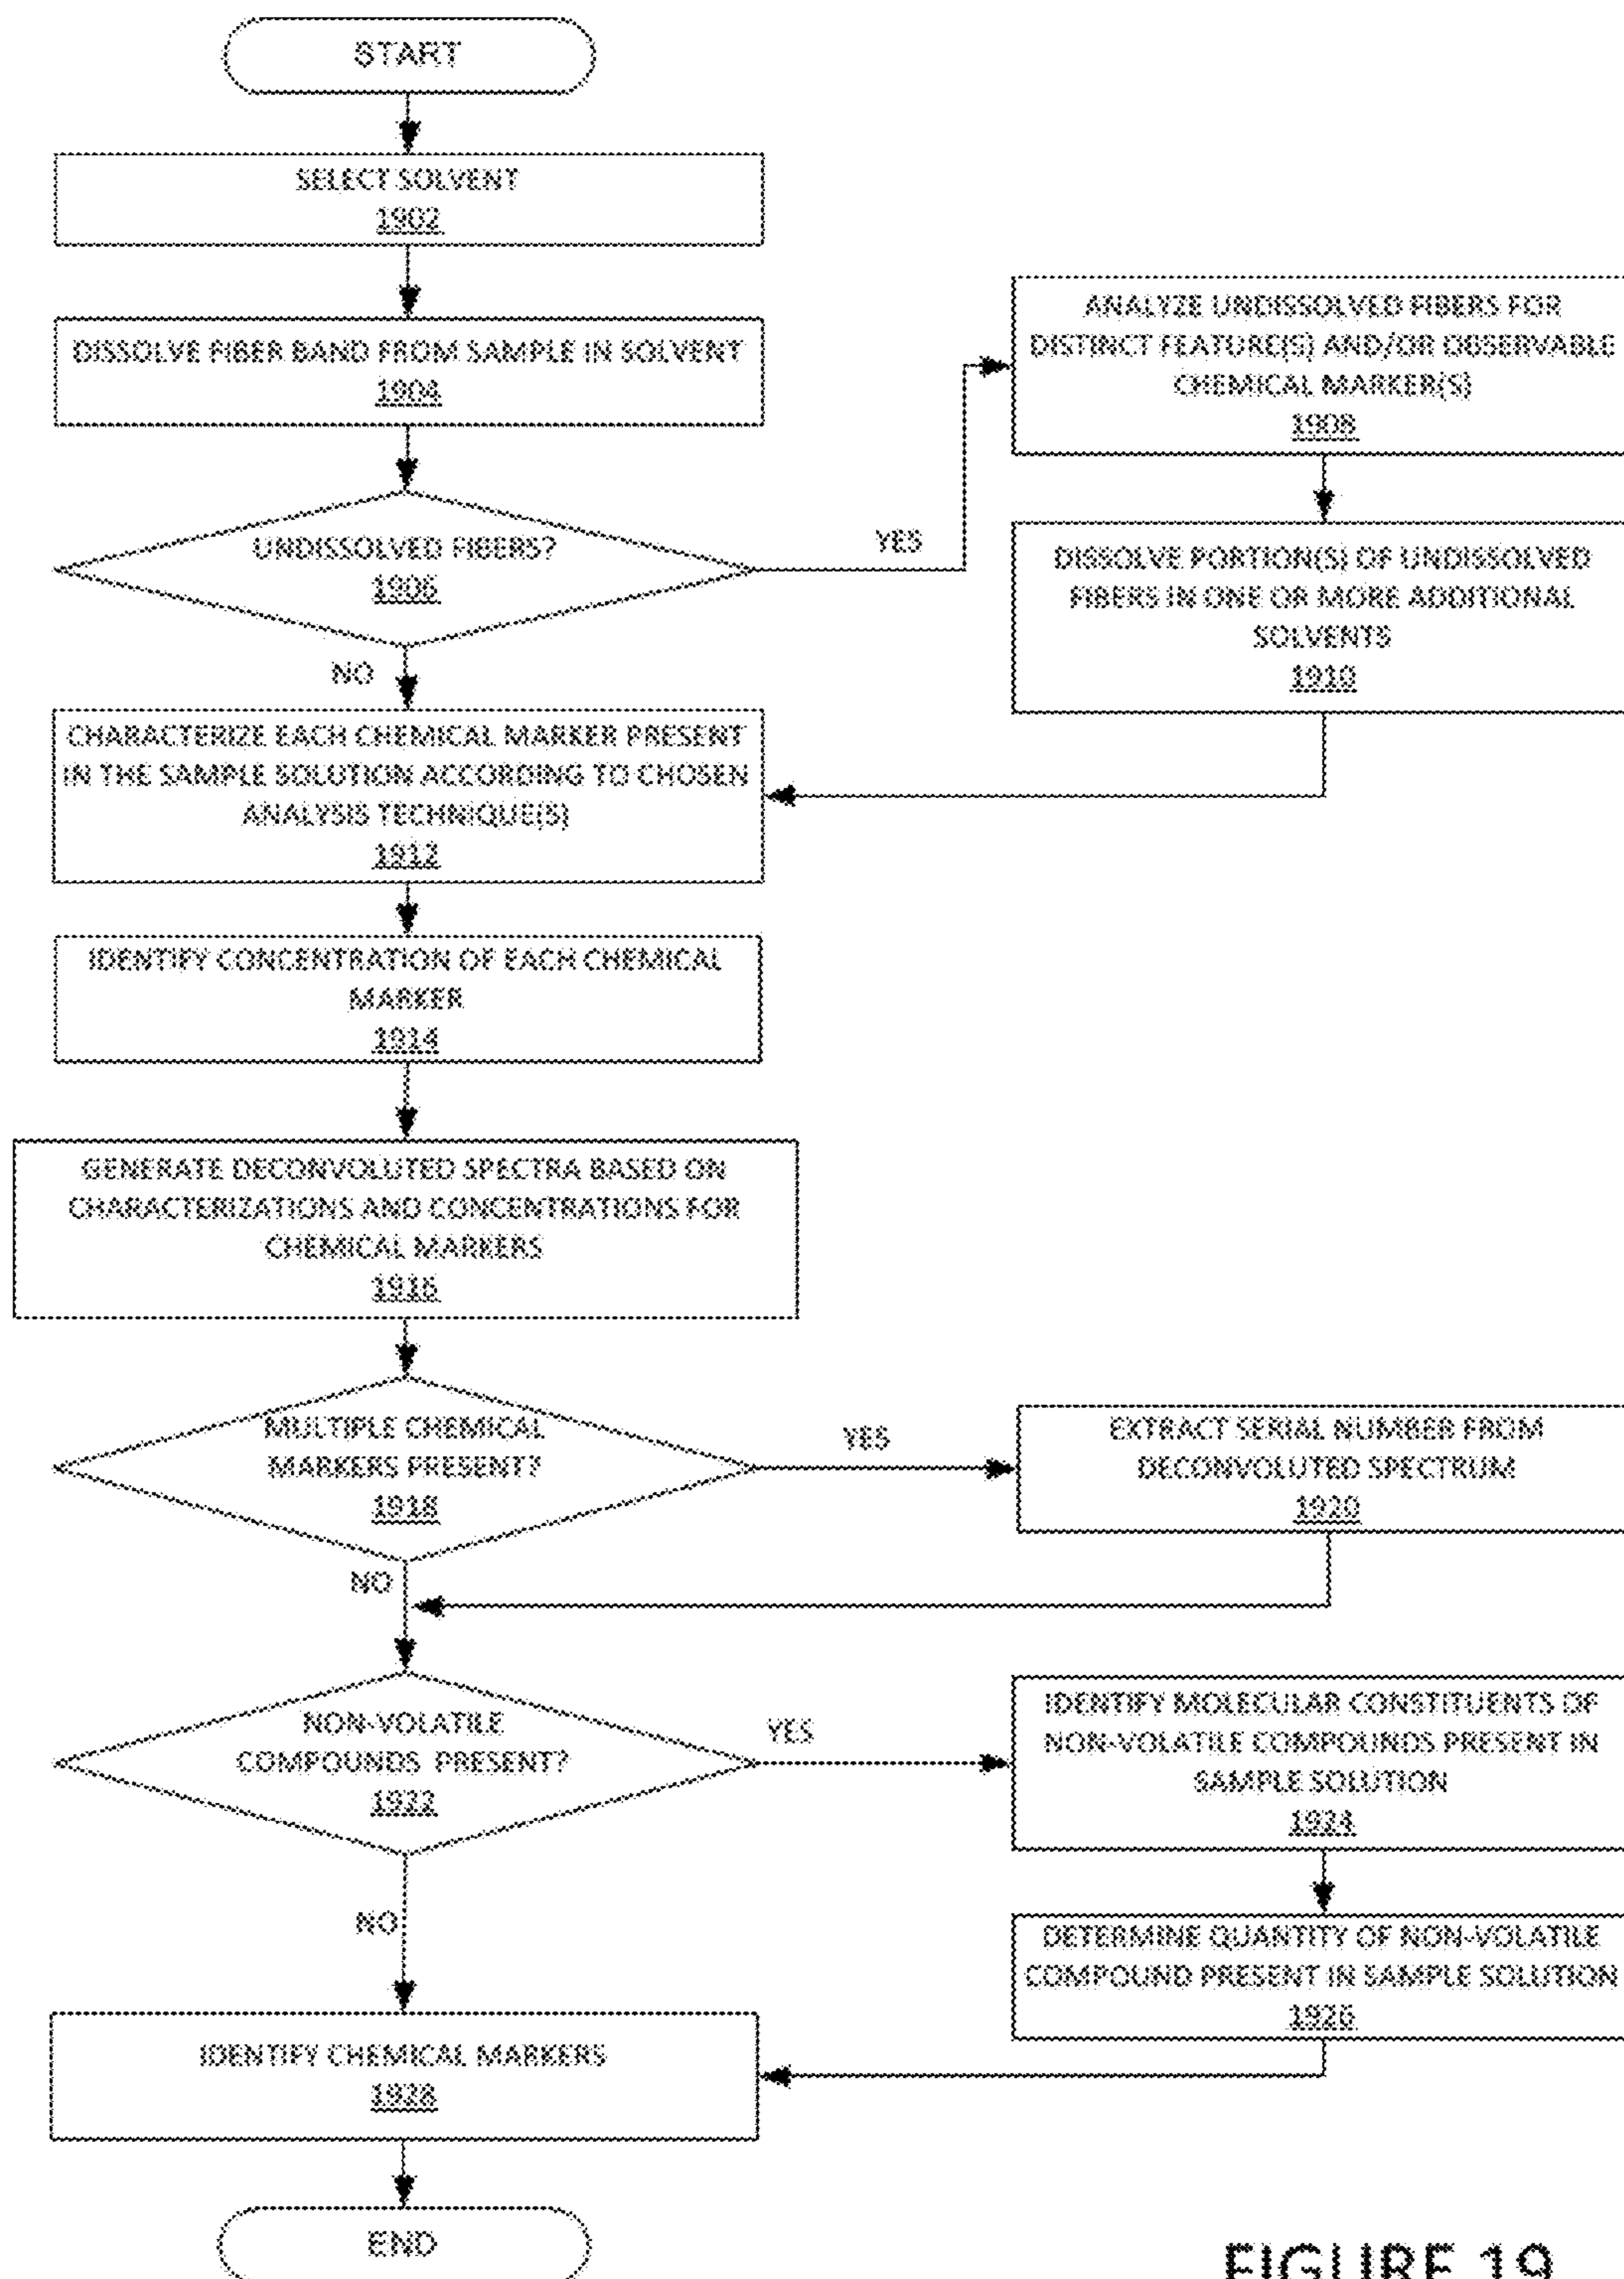 START
SELECT SOLVENT
1902
DISSOLVE FIBER BAND FROM SAMPLE IN SOLVENT
1904
UNDISSOLVED FIBERS?
1906
YES
ANALYZE UNDISSOLVED FIBERS FOR
DISTINCT FEATURE(S) AND/OR OBSERVABLE
CHEMICAL MARKER(S)
1908
DISSOLVE PORTION(S) OF UNDISSOLVED
FIBERS IN ONE OR MORE ADDITIONAL
SOLVENTS
1910
NO
CHARACTERIZE EACH CHEMICAL MARKER PRESENT
IN THE SAMPLE SOLUTION ACCORDING TO CHOSEN
ANALYSIS TECHNIQUE(S)
1912
IDENTIFY CONCENTRATION OF EACH CHEMICAL
MARKER
1914
GENERATE DECONVOLUTED SPECTRA BASED ON
CHARACTERIZATIONS AND CONCENTRATIONS FOR
CHEMICAL MARKERS
1916
MULTIPLE CHEMICAL
MARKERS PRESENT?
1918
YES
EXTRACT SERIAL NUMBER FROM
DECONVOLUTED SPECTRUM
1920
NO
NON-VOLATILE
COMPOUNDS PRESENT?
1922
YES
IDENTIFY MOLECULAR CONSTITUENTS OF
NON-VOLATILE COMPOUNDS PRESENT IN
SAMPLE SOLUTION
1924
DETERMINE QUANTITY OF NON-VOLATILE
COMPOUND PRESENT IN SAMPLE SOLUTION
1926
NO
IDENTIFY CHEMICAL MARKERS
1928
END
FIGURE 19